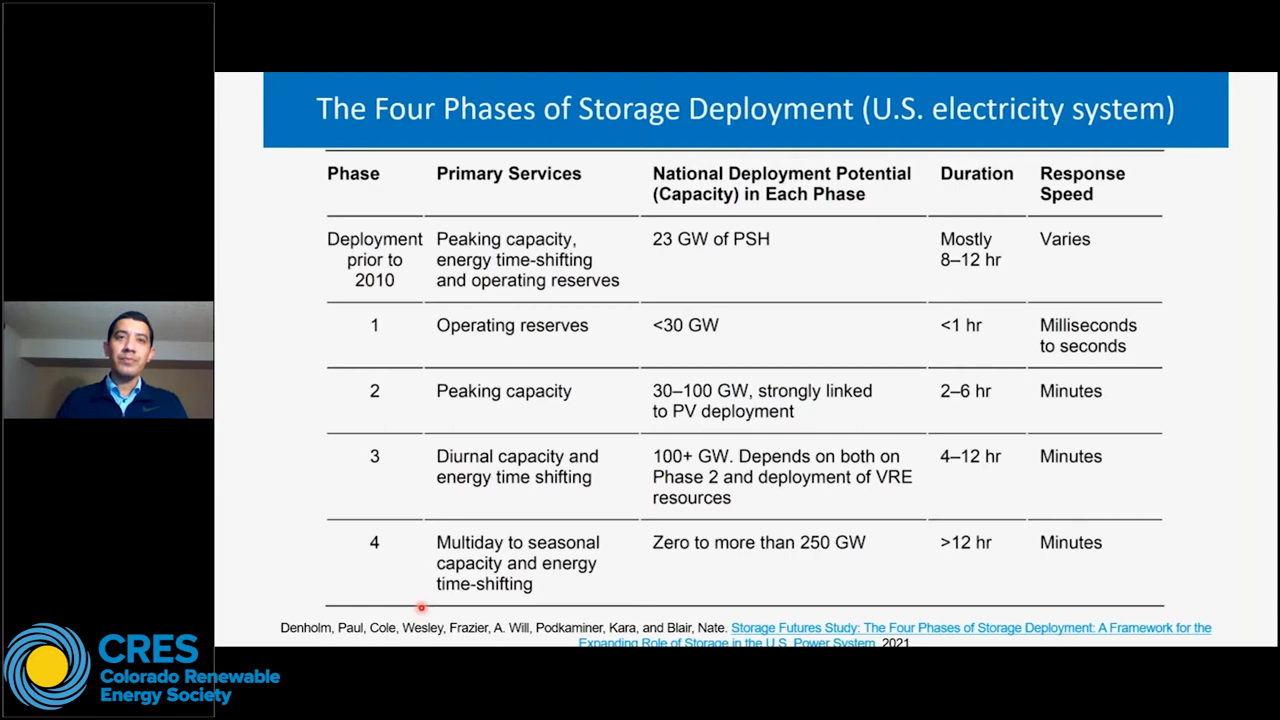 The Four Phases of Storage Deployment (U.S. electricity system)
Phase Primary Services National Deployment Potential (Capacity) in Each Phase Duration Response Speed
Deployment prior to 2010 Peaking capacity, energy time-shifting and operating reserves 23 GW of PSH Mostly 8–12 hr Varies
1 Operating reserves <30 GW <1 hr Milliseconds to seconds
2 Peaking capacity 30–100 GW, strongly linked to PV deployment 2–6 hr Minutes
3 Diurnal capacity and energy time shifting 100+ GW. Depends on both on Phase 2 and deployment of VRE resources 4–12 hr Minutes
4 Multiday to seasonal capacity and energy time-shifting Zero to more than 250 GW >12 hr Minutes
Denholm, Paul, Cole, Wesley, Frazier, A. Will, Podkaminer, Kara, and Blair, Nate. Storage Futures Study: The Four Phases of Storage Deployment: A Framework for the
Expanding Role of Storage in the U.S. Power System. 2021
CRES
Colorado Renewable
Energy Society